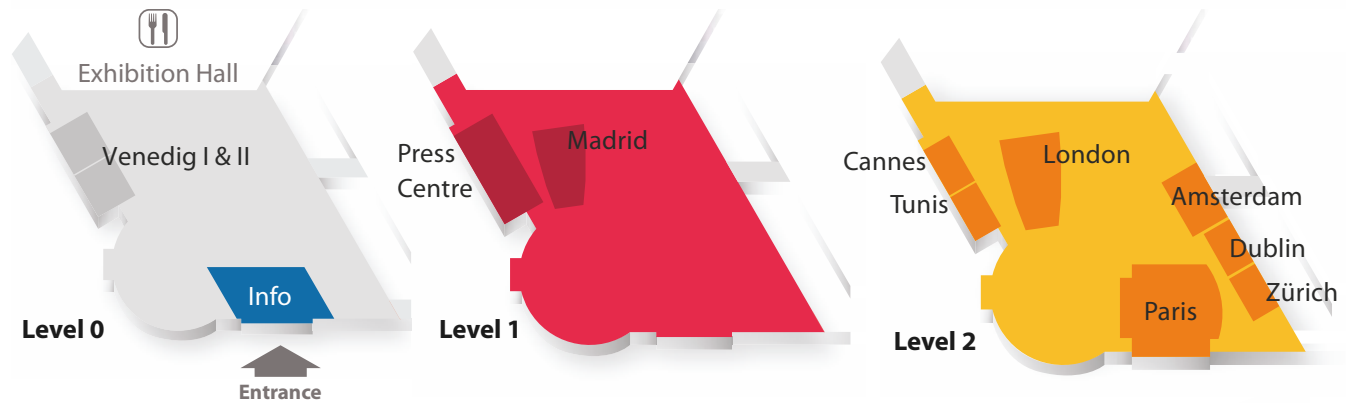 Exhibition Hall
Venedig I & II
Info
Level 0
Entrance
Press
Centre
Madrid
Level 1
Cannes
Tunis
London
Amsterdam
Dublin
Zürich
Paris
Level 2